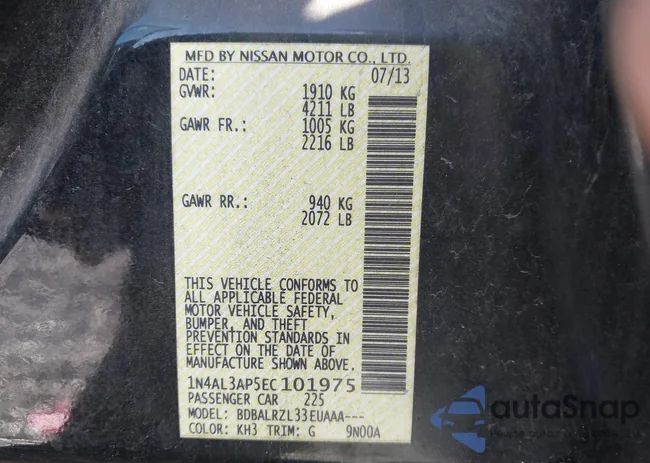 MFD BY NISSAN MOTOR CO., LTD.
DATE: 07/13
GVWR: 1910 KG
4211 LB
GAWR FR.: 1005 KG
2216 LB
GAWR RR.: 940 KG
2072 LB
THIS VEHICLE CONFORMS TO
ALL APPLICABLE FEDERAL
MOTOR VEHICLE SAFETY,
BUMPER, AND THEFT
PREVENTION STANDARDS IN
EFFECT ON THE DATE OF
MANUFACTURE SHOWN ABOVE.
1N4AL3AP5EC101975
PASSENGER CAR 225
MODEL: BDBALRZL33EUAAA---
COLOR: KH3 TRIM: G 9N00A
autaSnap